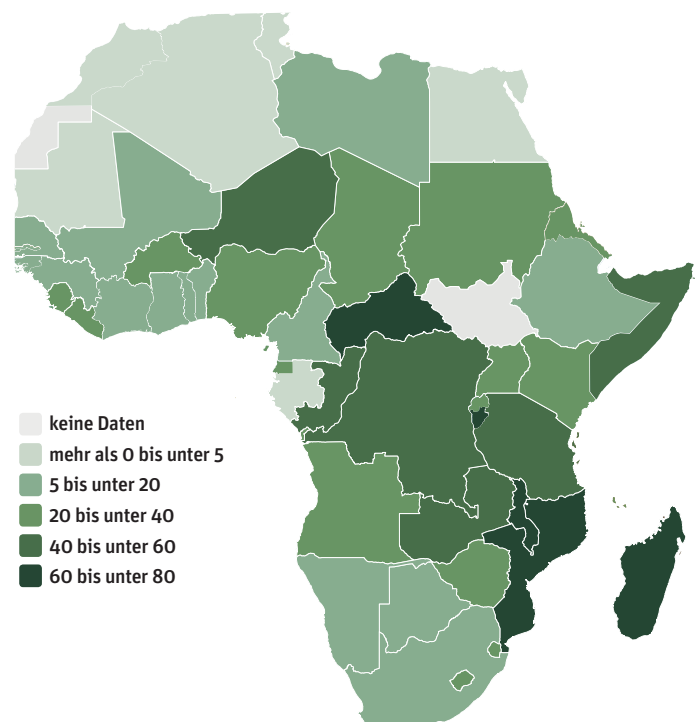 keine Daten
mehr als 0 bis unter 5
5 bis unter 20
20 bis unter 40
40 bis unter 60
60 bis unter 80